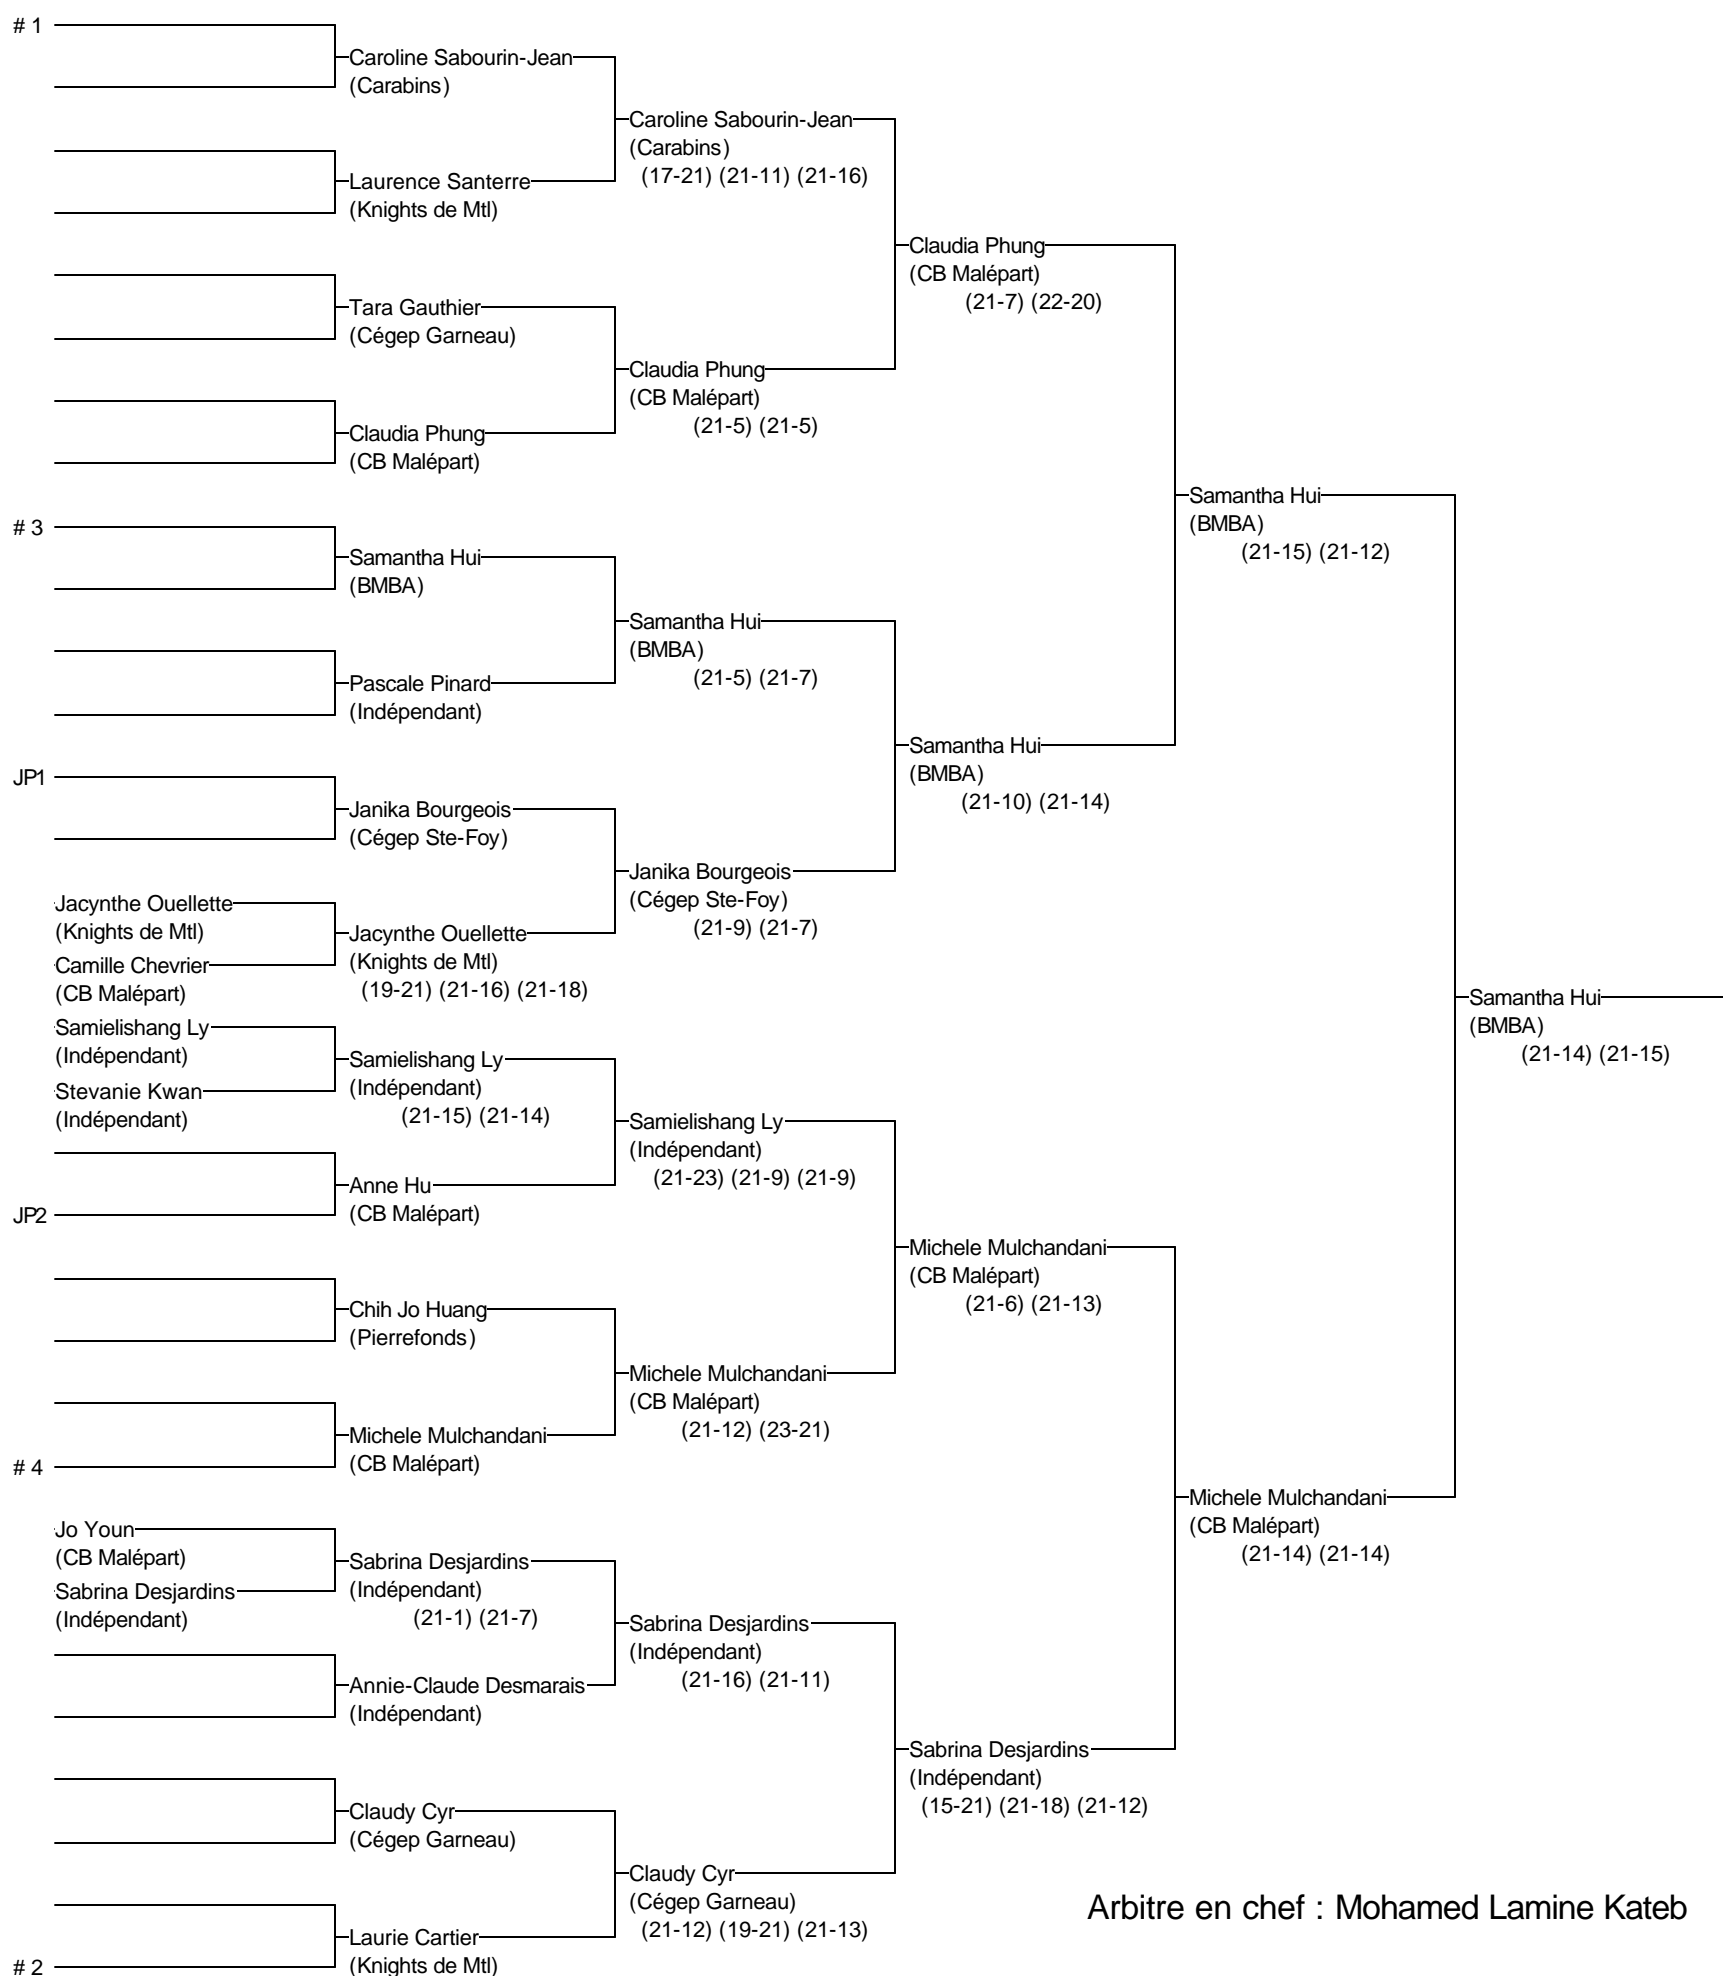 # 1
Caroline Sabourin-Jean
(Carabins)
Caroline Sabourin-Jean
(Carabins)
(17-21) (21-11) (21-16)
Laurence Santerre
(Knights de Mtl)
Claudia Phung
(CB Malépart)
(21-7) (22-20)
Tara Gauthier
(Cégep Garneau)
Claudia Phung
(CB Malépart)
(21-5) (21-5)
Claudia Phung
(CB Malépart)
Samantha Hui
(BMBA)
(21-15) (21-12)
# 3
Samantha Hui
(BMBA)
Samantha Hui
(BMBA)
(21-5) (21-7)
Pascale Pinard
(Indépendant)
Samantha Hui
(BMBA)
(21-10) (21-14)
JP1
Janika Bourgeois
(Cégep Ste-Foy)
Janika Bourgeois
(Cégep Ste-Foy)
(21-9) (21-7)
Jacynthe Ouellette
(Knights de Mtl)
Jacynthe Ouellette
(Knights de Mtl)
(19-21) (21-16) (21-18)
Camille Chevrier
(CB Malépart)
Samantha Hui
(BMBA)
(21-14) (21-15)
Samielishang Ly
(Indépendant)
Samielishang Ly
(Indépendant)
(21-15) (21-14)
Stevanie Kwan
(Indépendant)
Samielishang Ly
(Indépendant)
(21-23) (21-9) (21-9)
Anne Hu
(CB Malépart)
JP2
Michele Mulchandani
(CB Malépart)
(21-6) (21-13)
Chih Jo Huang
(Pierrefonds)
Michele Mulchandani
(CB Malépart)
(21-12) (23-21)
Michele Mulchandani
(CB Malépart)
# 4
Michele Mulchandani
(CB Malépart)
(21-14) (21-14)
Jo Youn
(CB Malépart)
Sabrina Desjardins
(Indépendant)
(21-1) (21-7)
Sabrina Desjardins
(Indépendant)
Sabrina Desjardins
(Indépendant)
(21-16) (21-11)
Annie-Claude Desmarais
(Indépendant)
Sabrina Desjardins
(Indépendant)
(15-21) (21-18) (21-12)
Claudy Cyr
(Cégep Garneau)
Claudy Cyr
(Cégep Garneau)
(21-12) (19-21) (21-13)
Laurie Cartier
(Knights de Mtl)
# 2
Arbitre en chef : Mohamed Lamine Kateb